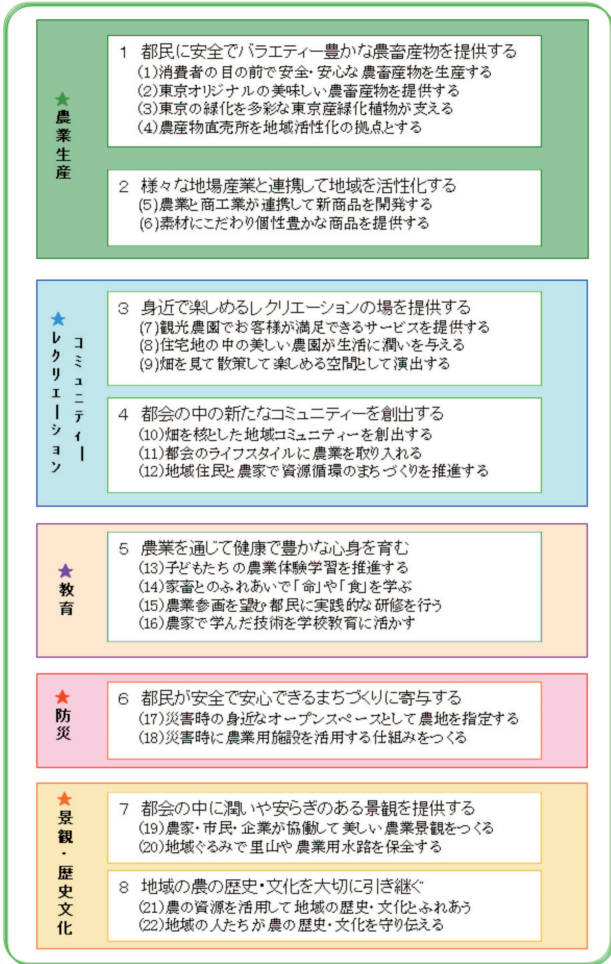 ★農業生産
1 都民に安全でバラエティー豊かな農畜産物を提供する
(1)消費者の目の前で安全・安心な農畜産物を生産する
(2)東京オリジナルの美味しい農畜産物を提供する
(3)東京の緑化を多彩な東京産緑化植物が支える
(4)農産物直売所を地域活性化の拠点とする
2 様々な地場産業と連携して地域を活性化する
(5)農業と商工業が連携して新商品を開発する
(6)素材にこだわり個性豊かな商品を提供する
★レクリエーション
コミュニティー
3 身近で楽しめるレクリエーションの場を提供する
(7)観光農園でお客様が満足できるサービスを提供する
(8)住宅地の中の美しい農園が生活に潤いを与える
(9)畑を見て散策して楽しめる空間として演出する
4 都会の中の新たなコミュニティーを創出する
(10)畑を核とした地域コミュニティーを創出する
(11)都会のライフスタイルに農業を取り入れる
(12)地域住民と農家で資源循環のまちづくりを推進する
★教育
5 農業を通じて健康で豊かな心身を育む
(13)子どもたちの農業体験学習を推進する
(14)家畜とのふれあいで「命」や「食」を学ぶ
(15)農業参画を望む都民に実践的な研修を行う
(16)農家で学んだ技術を学校教育に活かす
★防災
6 都民が安全で安心できるまちづくりに寄与する
(17)災害時の身近なオープンスペースとして農地を指定する
(18)災害時に農業用施設を活用する仕組みをつくる
★景観・歴史文化
7 都会の中に潤いや安らぎのある景観を提供する
(19)農家・市民・企業が協働して美しい農業景観をつくる
(20)地域ぐるみで里山や農業用水路を保全する
8 地域の農の歴史・文化を大切に引き継ぐ
(21)農の資源を活用して地域の歴史・文化とふれあう
(22)地域の人たちが農の歴史・文化を守り伝える